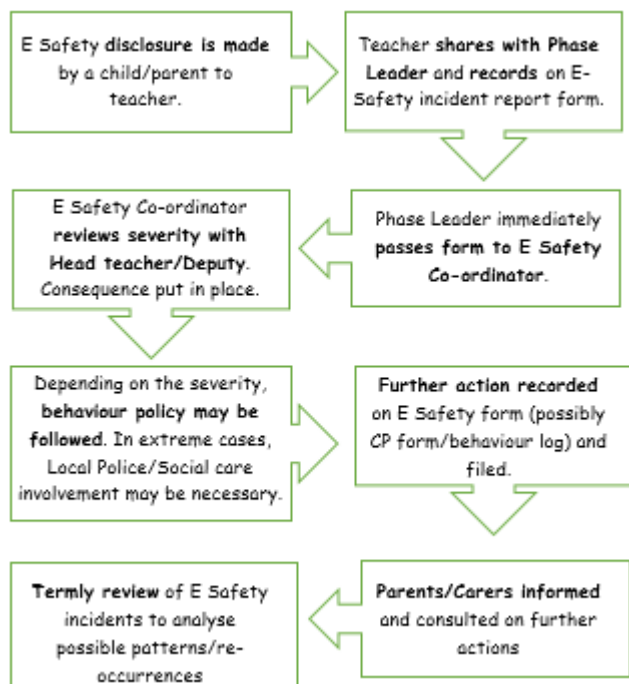 E Safety disclosure is made
by a child/parent to
teacher.
Teacher shares with Phase
Leader and records on E-
Safety incident report form.
Phase Leader immediately
passes form to E Safety
Co-ordinator.
E Safety Co-ordinator
reviews severity with
Head teacher/Deputy.
Consequence put in place.
Depending on the severity,
behaviour policy may be
followed. In extreme cases,
Local Police/Social care
involvement may be necessary.
Further action recorded
on E Safety form (possibly
CP form/behaviour log) and
filed.
Parents/Carers informed
and consulted on further
actions
Termly review of E Safety
incidents to analyse
possible patterns/re-
occurrences